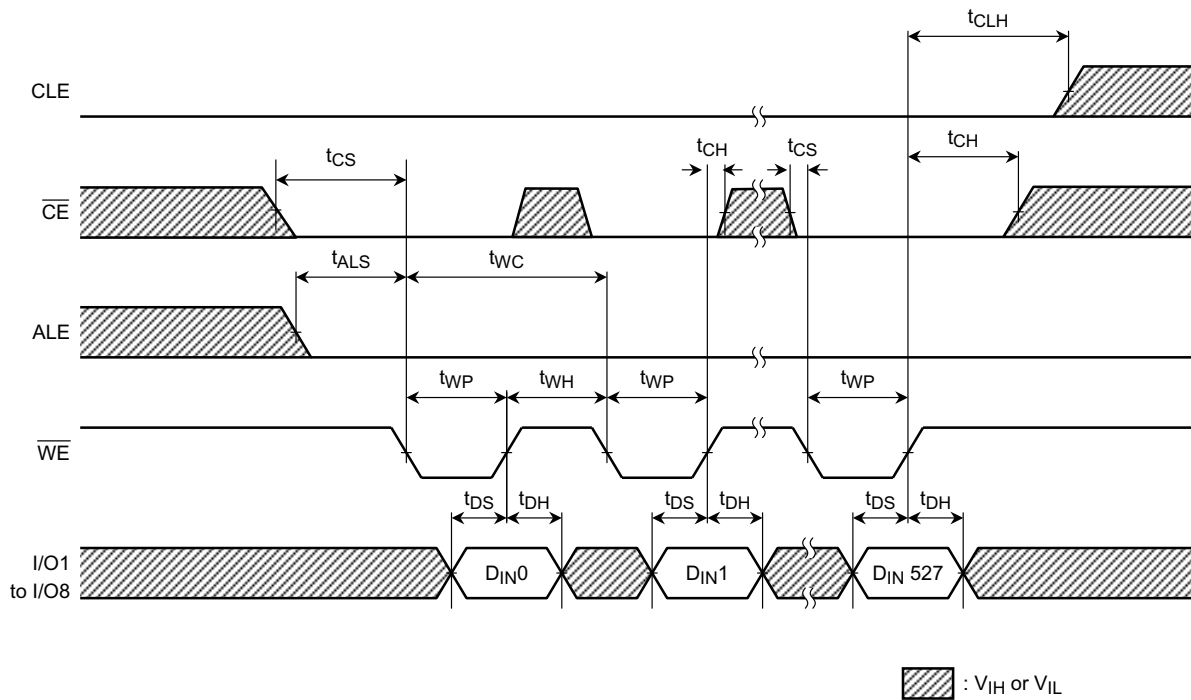 tCLH
CLE
tCH tCS tCH
tCS
CE
tALS tWC
ALE
tWP tWH tWP tWP
WE
tDS tDH tDS tDH tDS tDH
I/O1
to I/O8
DIN0 DIN1 DIN 527
: VIH or VIL